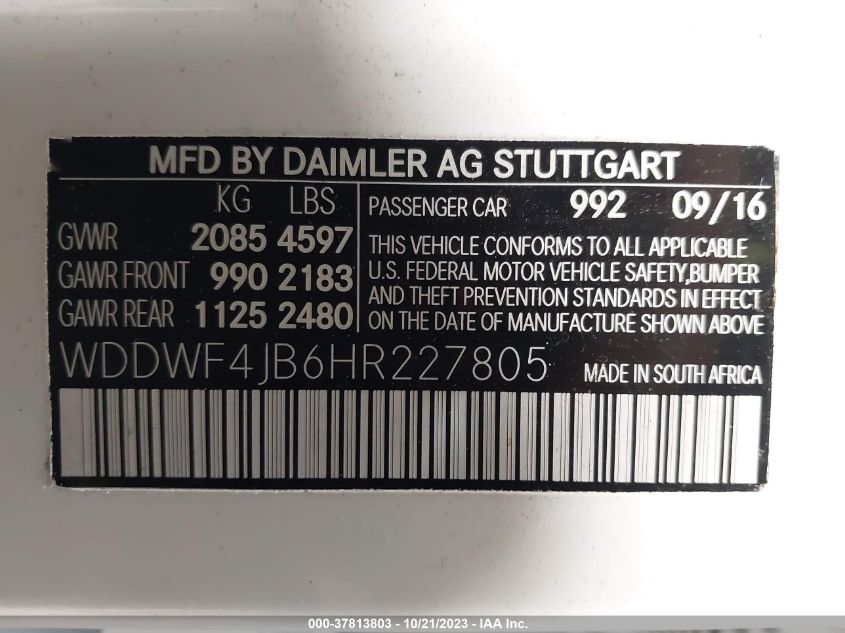 MFD BY DAIMLER AG STUTTGART
KG LBS
GVWR 2085 4597
GAWR FRONT 990 2183
GAWR REAR 1125 2480
PASSENGER CAR 992 09/16
THIS VEHICLE CONFORMS TO ALL APPLICABLE
U.S. FEDERAL MOTOR VEHICLE SAFETY,BUMPER
AND THEFT PREVENTION STANDARDS IN EFFECT
ON THE DATE OF MANUFACTURE SHOWN ABOVE
WDDWF4JB6HR227805 MADE IN SOUTH AFRICA
000-37813803 - 10/21/2023 - IAA Inc.